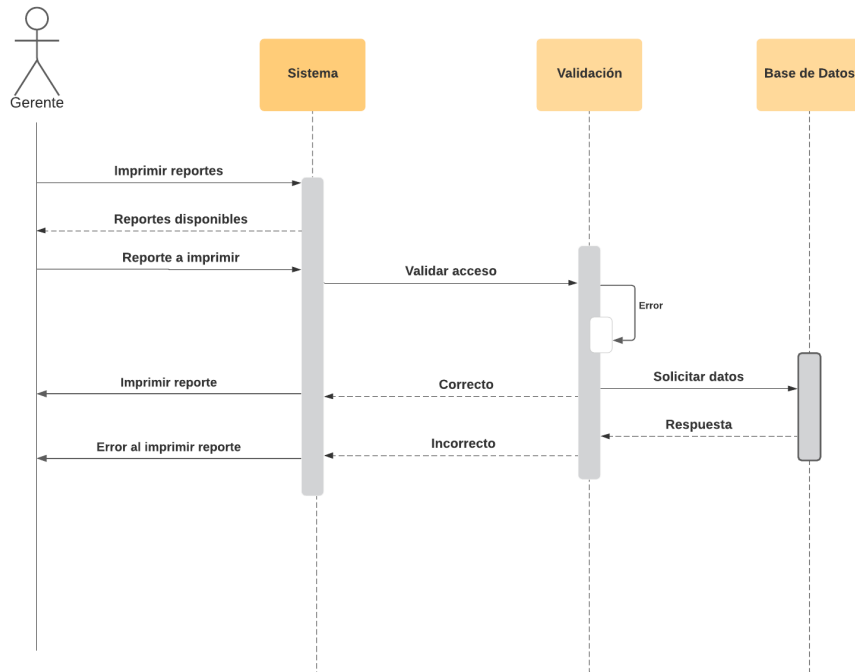 Gerente
Sistema
Validación
Base de Datos
Imprimir reportes
Reportes disponibles
Reporte a imprimir
Validar acceso
Error
Solicitar datos
Imprimir reporte
Correcto
Respuesta
Incorrecto
Error al imprimir reporte